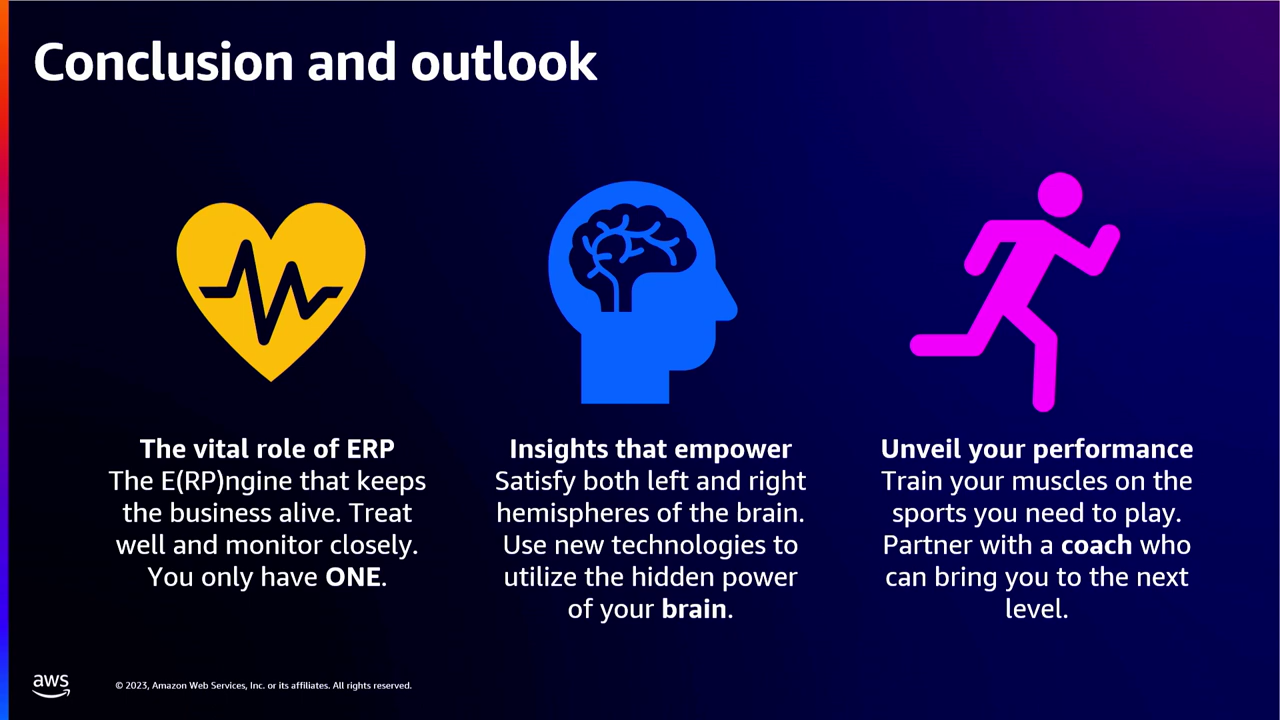 Conclusion and outlook
The vital role of ERP
The E(RP)ngine that keeps
the business alive. Treat
well and monitor closely.
You only have ONE.
Insights that empower
Satisfy both left and right
hemispheres of the brain.
Use new technologies to
utilize the hidden power
of your brain.
Unveil your performance
Train your muscles on the
sports you need to play.
Partner with a coach who
can bring you to the next
level.
aws
© 2023, Amazon Web Services, Inc. or its affiliates. All rights reserved.